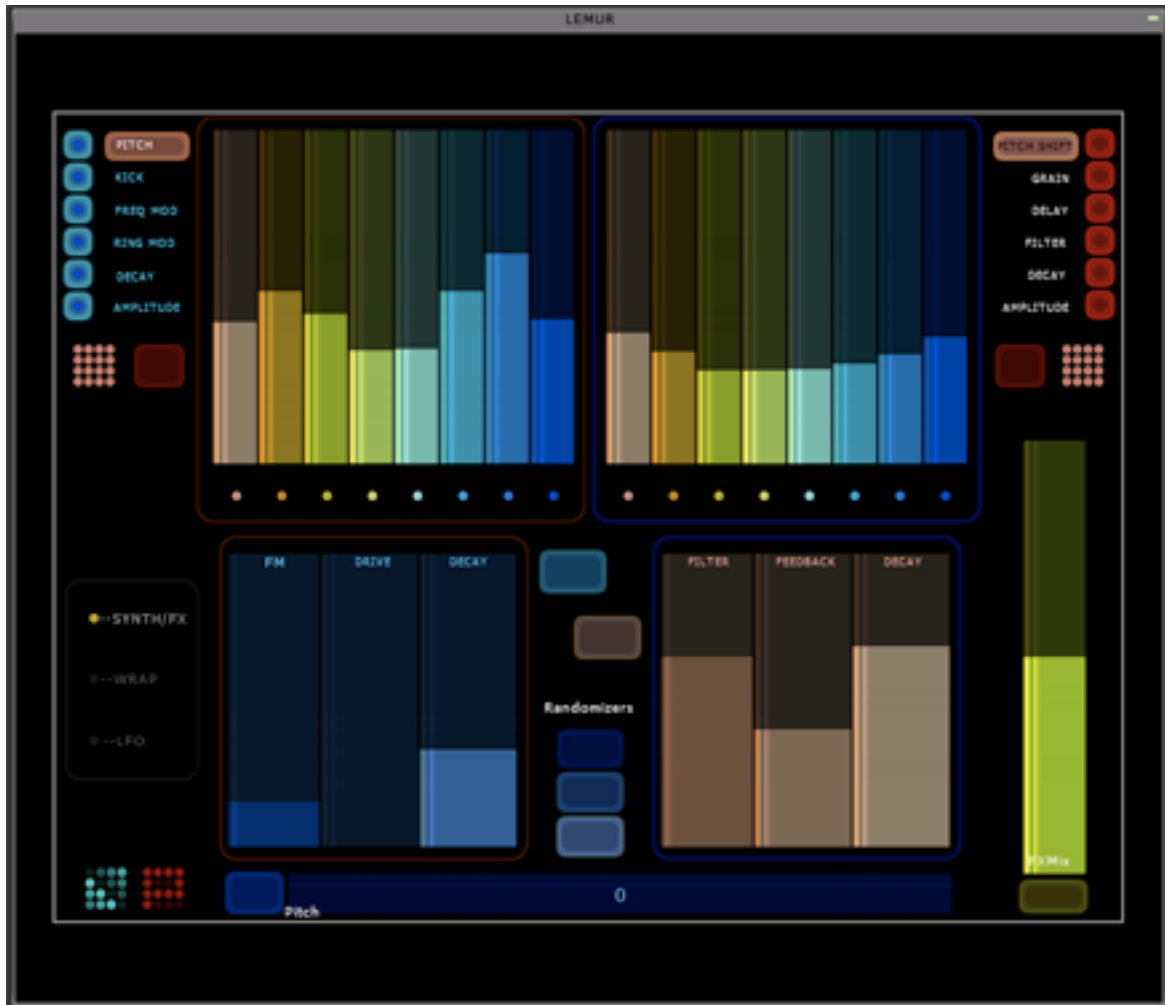 LEMUR
PITCH
KICK
FREQ MOD
RING MOD
DECAY
AMPLITUDE
PITCH SHIFT
GRAIN
DELAY
FILTER
DECAY
AMPLITUDE
FM
DRIVE
DECAY
FILTER
FEEDBACK
DECAY
SYNTH/FX
--WRAP
--LFO
Randomizers
FXMix
Pitch
0